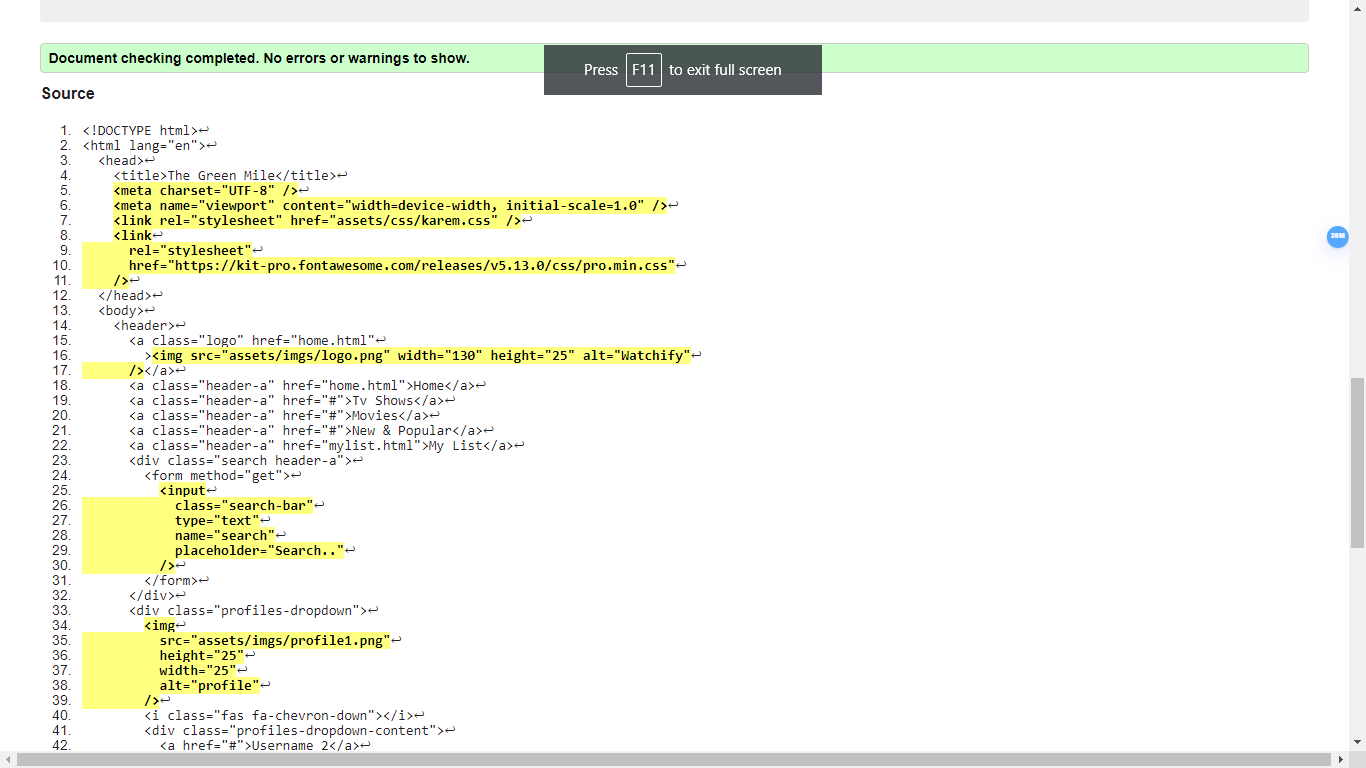 Document checking completed. No errors or warnings to show.
Press F11 to exit full screen
Source
1. <!DOCTYPE html>↩
2. <html lang="en">↩
3.   <head>↩
4.     <title>The Green Mile</title>↩
5.     <meta charset="UTF-8" />↩
6.     <meta name="viewport" content="width=device-width, initial-scale=1.0" />↩
7.     <link rel="stylesheet" href="assets/css/karem.css" />↩
8.     <link↩
9.       rel="stylesheet"↩
10.       href="https://kit-pro.fontawesome.com/releases/v5.13.0/css/pro.min.css"↩
11.     />↩
12.   </head>↩
13.   <body>↩
14.     <header>↩
15.       <a class="logo" href="home.html"↩
16.         ><img src="assets/imgs/logo.png" width="130" height="25" alt="Watchify"↩
17.       /></a>↩
18.       <a class="header-a" href="home.html">Home</a>↩
19.       <a class="header-a" href="#">Tv Shows</a>↩
20.       <a class="header-a" href="#">Movies</a>↩
21.       <a class="header-a" href="#">New & Popular</a>↩
22.       <a class="header-a" href="mylist.html">My List</a>↩
23.       <div class="search header-a">↩
24.         <form method="get">↩
25.           <input↩
26.             class="search-bar"↩
27.             type="text"↩
28.             name="search"↩
29.             placeholder="Search.."↩
30.           />↩
31.         </form>↩
32.       </div>↩
33.       <div class="profiles-dropdown">↩
34.         <img↩
35.           src="assets/imgs/profile1.png"↩
36.           height="25"↩
37.           width="25"↩
38.           alt="profile"↩
39.         />↩
40.         <i class="fas fa-chevron-down"></i>↩
41.         <div class="profiles-dropdown-content">↩
42.           <a href="#">Username 2</a>↩